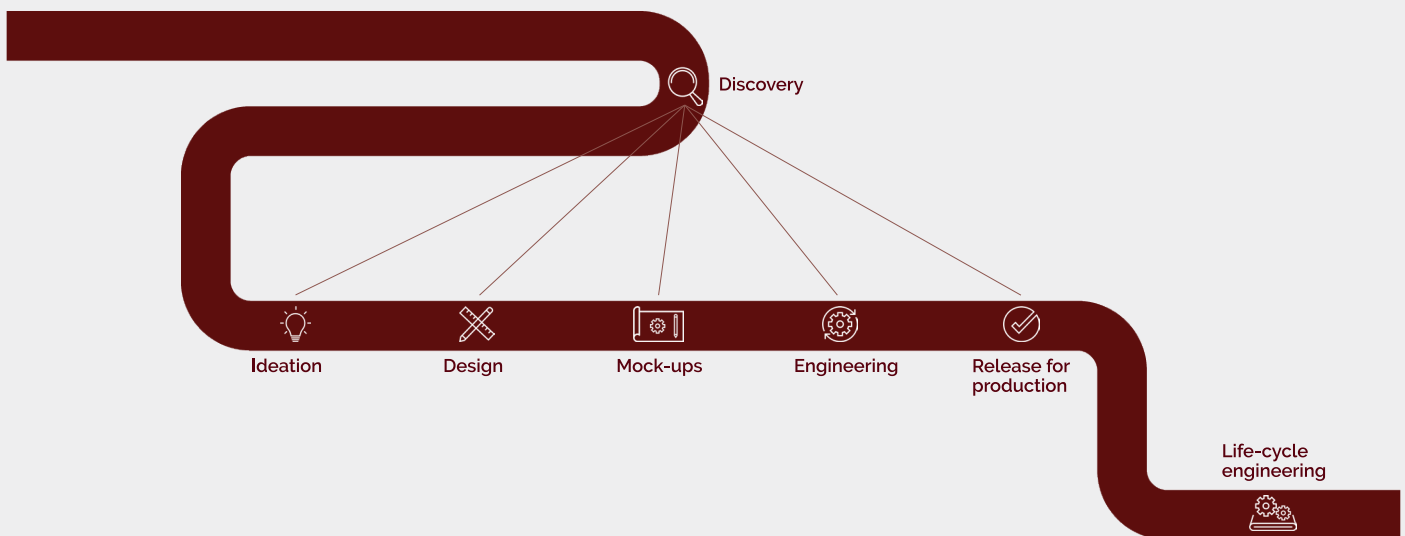 Discovery
Ideation
Design
Mock-ups
Engineering
Release for
production
Life-cycle
engineering